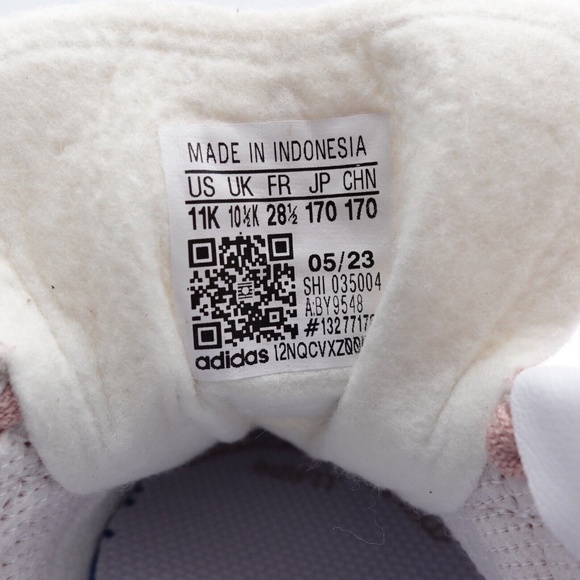 MADE IN INDONESIA
US UK FR JP CHN
11K 10½K 28½ 170 170
05/23
SHI 035004
A:BY9548
adidas